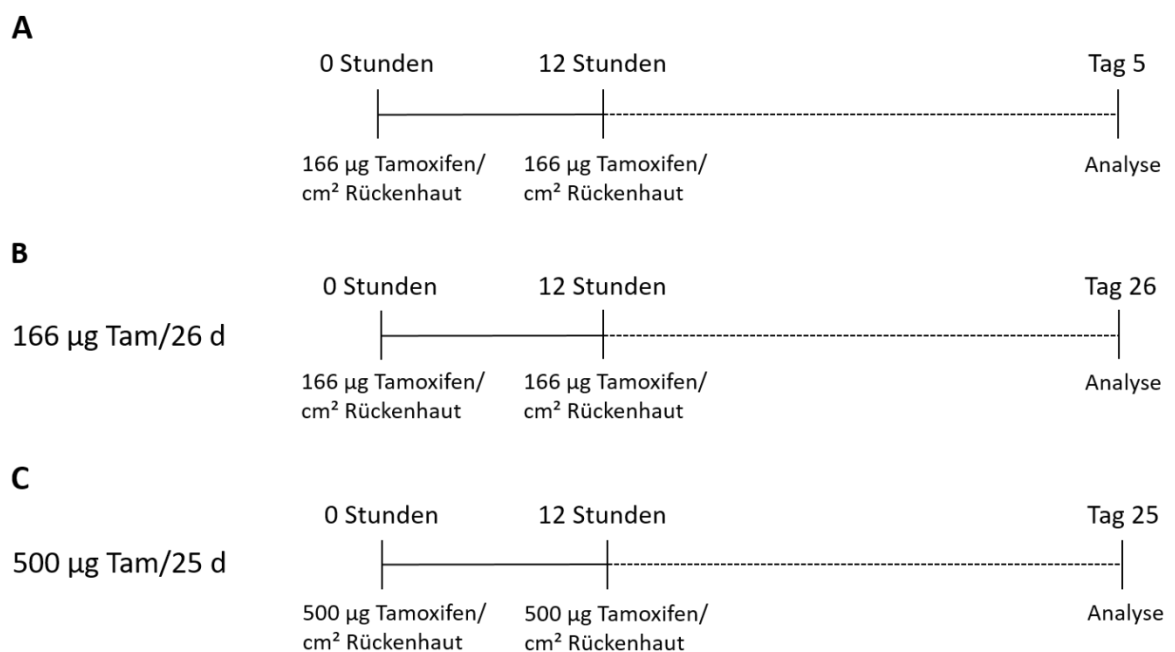 A
0 Stunden 12 Stunden Tag 5
166 µg Tamoxifen/ 166 µg Tamoxifen/ Analyse
cm² Rückenhaut cm² Rückenhaut
B
0 Stunden 12 Stunden Tag 26
166 µg Tam/26 d
166 µg Tamoxifen/ 166 µg Tamoxifen/ Analyse
cm² Rückenhaut cm² Rückenhaut
C
0 Stunden 12 Stunden Tag 25
500 µg Tam/25 d
500 µg Tamoxifen/ 500 µg Tamoxifen/ Analyse
cm² Rückenhaut cm² Rückenhaut